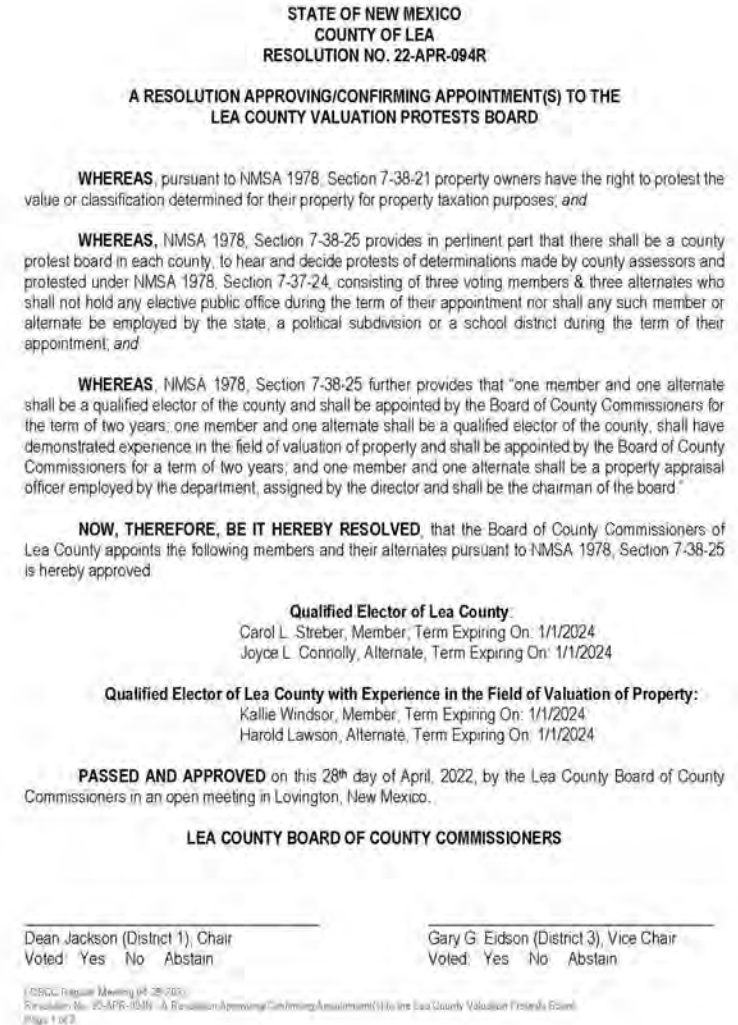 STATE OF NEW MEXICO
COUNTY OF LEA
RESOLUTION NO. 22-APR-094R
A RESOLUTION APPROVING/CONFIRMING APPOINTMENT(S) TO THE
LEA COUNTY VALUATION PROTESTS BOARD
WHEREAS, pursuant to NMSA 1978, Section 7-38-21 property owners have the right to protest the
value or classification determined for their property for property taxation purposes; and
WHEREAS, NMSA 1978, Section 7-38-25 provides in pertinent part that there shall be a county
protest board in each county, to hear and decide protests of determinations made by county assessors and
protested under NMSA 1978, Section 7-37-24, consisting of three voting members & three alternates who
shall not hold any elective public office during the term of their appointment nor shall any such member or
alternate be employed by the state, a political subdivision or a school district during the term of their
appointment; and
WHEREAS, NMSA 1978, Section 7-38-25 further provides that "one member and one alternate
shall be a qualified elector of the county and shall be appointed by the Board of County Commissioners for
the term of two years; one member and one alternate shall be a qualified elector of the county, shall have
demonstrated experience in the field of valuation of property and shall be appointed by the Board of County
Commissioners for a term of two years; and one member and one alternate shall be a property appraisal
officer employed by the department, assigned by the director and shall be the chairman of the board."
NOW, THEREFORE, BE IT HEREBY RESOLVED, that the Board of County Commissioners of
Lea County appoints the following members and their alternates pursuant to NMSA 1978, Section 7-38-25
is hereby approved:
Qualified Elector of Lea County:
Carol L. Streber, Member, Term Expiring On: 1/1/2024
Joyce L. Connolly, Alternate, Term Expiring On: 1/1/2024
Qualified Elector of Lea County with Experience in the Field of Valuation of Property:
Kallie Windsor, Member, Term Expiring On: 1/1/2024
Harold Lawson, Alternate, Term Expiring On: 1/1/2024
PASSED AND APPROVED on this 28th day of April, 2022, by the Lea County Board of County
Commissioners in an open meeting in Lovington, New Mexico.
LEA COUNTY BOARD OF COUNTY COMMISSIONERS
Dean Jackson (District 1), Chair
Voted: Yes No Abstain
Gary G. Eidson (District 3), Vice Chair
Voted: Yes No Abstain
Regular Meeting
Resolution No. A Resolution Approving/Confirming Appointment(s) to the Lea County Valuation Protests Board
Page 1 of 2